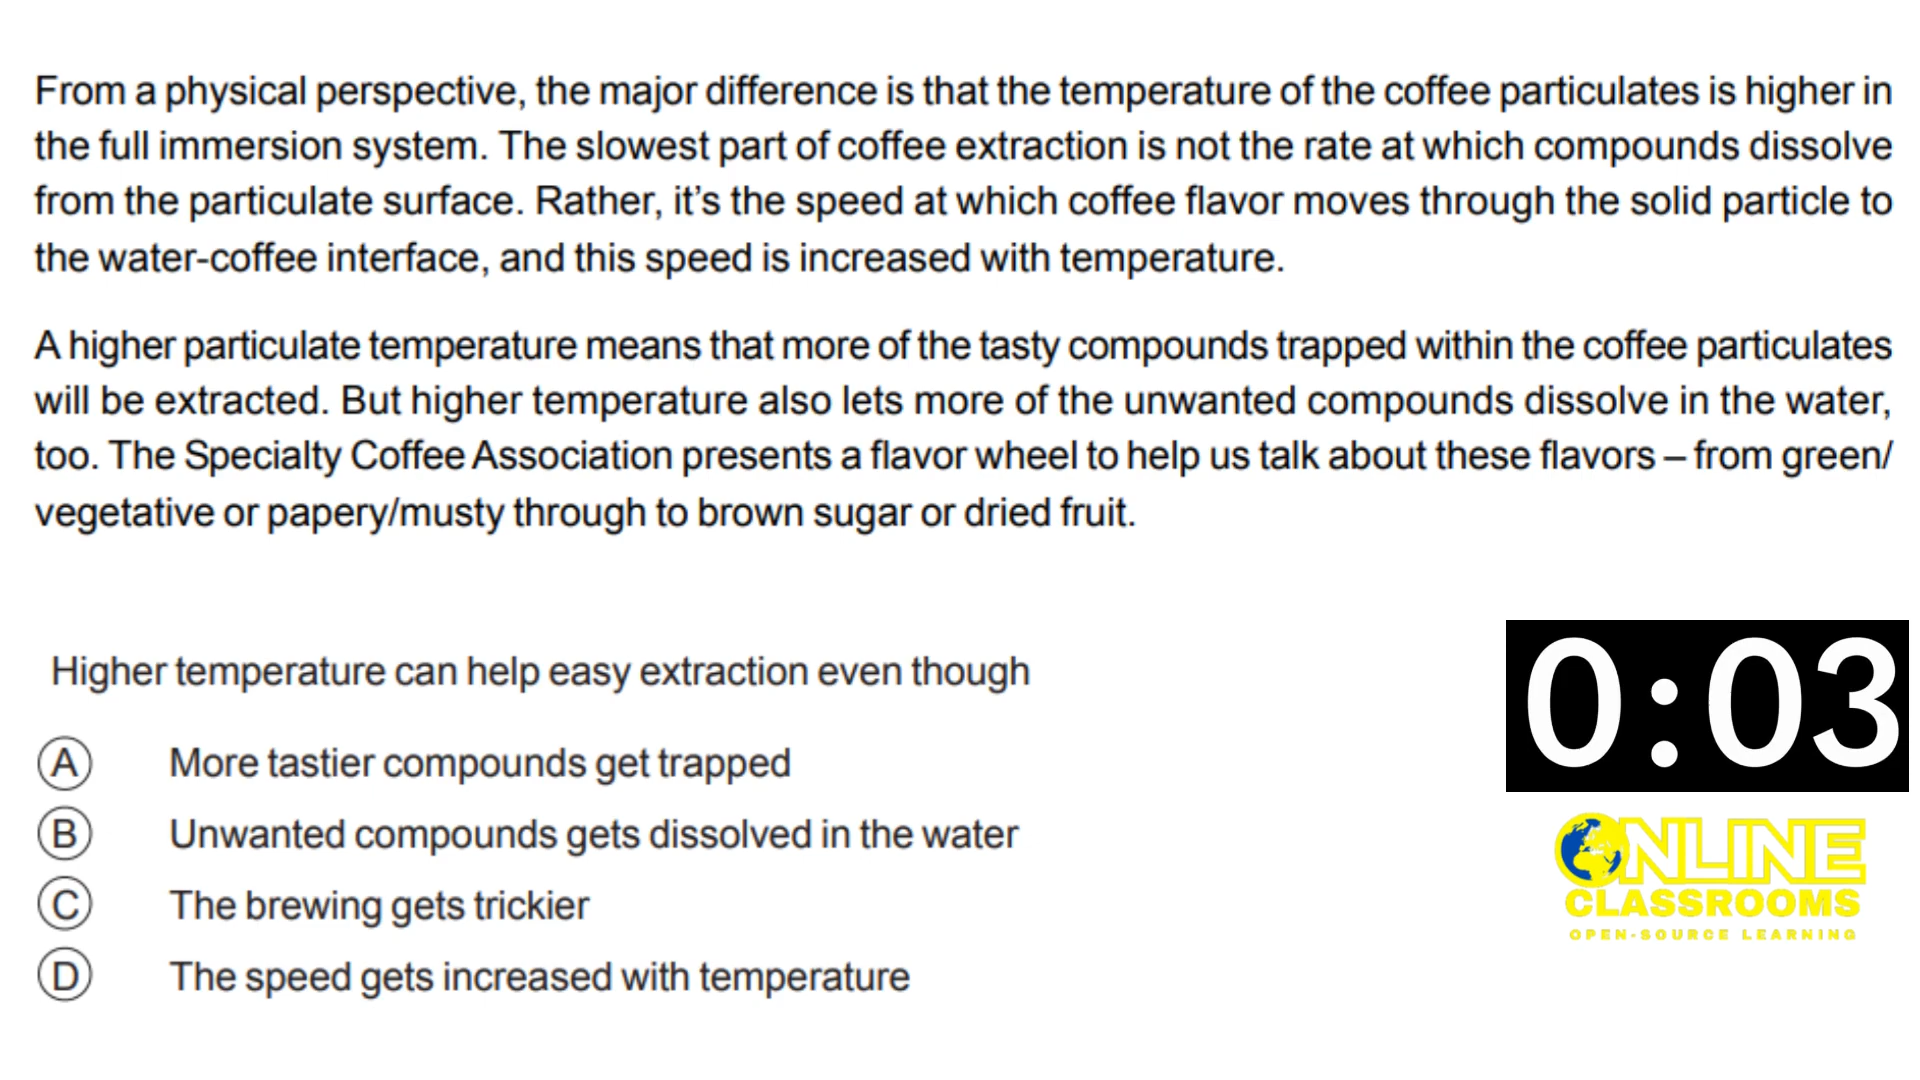 From a physical perspective, the major difference is that the temperature of the coffee particulates is higher in
the full immersion system. The slowest part of coffee extraction is not the rate at which compounds dissolve
from the particulate surface. Rather, it’s the speed at which coffee flavor moves through the solid particle to
the water-coffee interface, and this speed is increased with temperature.
A higher particulate temperature means that more of the tasty compounds trapped within the coffee particulates
will be extracted. But higher temperature also lets more of the unwanted compounds dissolve in the water,
too. The Specialty Coffee Association presents a flavor wheel to help us talk about these flavors – from green/
vegetative or papery/musty through to brown sugar or dried fruit.
Higher temperature can help easy extraction even though
A More tastier compounds get trapped
B Unwanted compounds gets dissolved in the water
C The brewing gets trickier
D The speed gets increased with temperature
0:03
ONLINE
CLASSROOMS
OPEN-SOURCE LEARNING